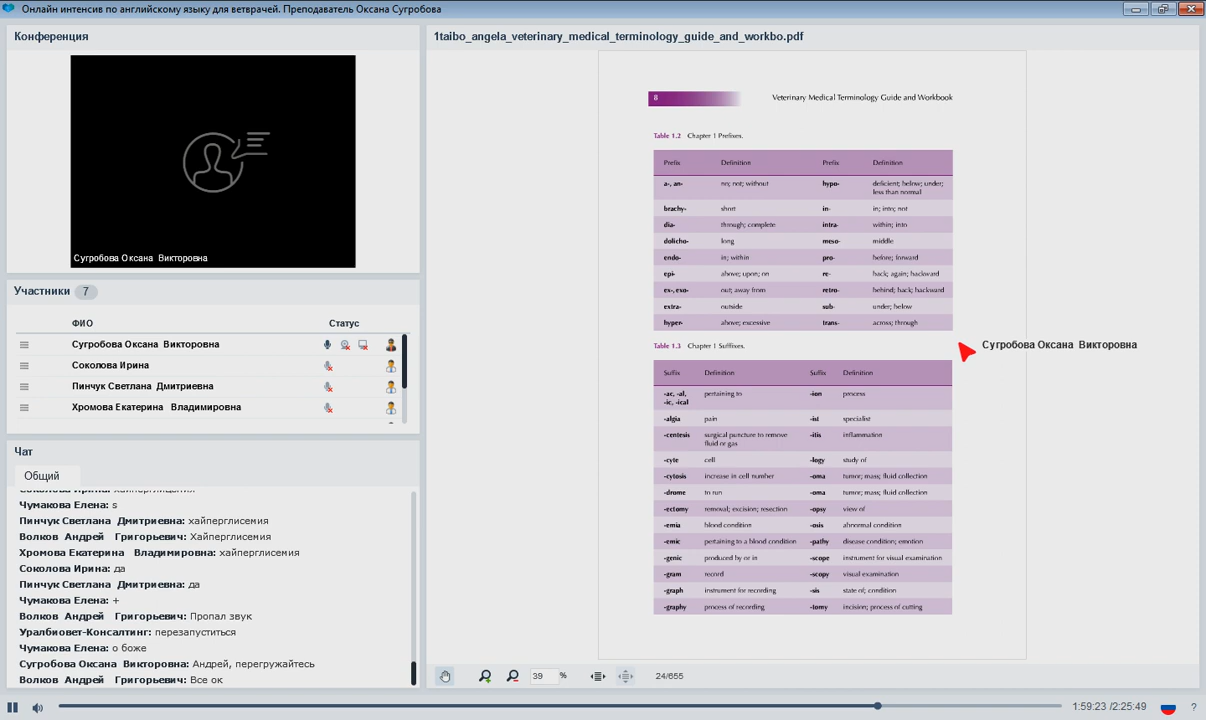 Онлайн интенсив по английскому языку для ветврачей. Преподаватель Оксана Сугробова
Конференция
Сугробова Оксана Викторовна
Участники 7
ФИО Статус
Сугробова Оксана Викторовна
Соколова Ирина
Пинчук Светлана Дмитриевна
Хромова Екатерина Владимировна
Чат
Общий
Чумакова Елена: s
Пинчук Светлана Дмитриевна: хайперглисемия
Волков Андрей Григорьевич: Хайперглисемия
Хромова Екатерина Владимировна: хайперглисемия
Соколова Ирина: да
Пинчук Светлана Дмитриевна: да
Чумакова Елена: +
Волков Андрей Григорьевич: Пропал звук
Уралбиовет-Консалтинг: перезапуститься
Чумакова Елена: о боже
Сугробова Оксана Викторовна: Андрей, перегружайтесь
Волков Андрей Григорьевич: Все ок
1taibo_angela_veterinary_medical_terminology_guide_and_workbo.pdf
8 Veterinary Medical Terminology Guide and Workbook
Table 1.2 Chapter 1 Prefixes.
Prefix Definition Prefix Definition
a-, an- no; not; without hypo- deficient; below; under;
less than normal
brachy- short in- in; into; not
dia- through; complete intra- within; into
dolicho- long meso- middle
endo- in; within pro- before; forward
epi- above; upon; on re- back; again; backward
ex-, exo- out; away from retro- behind; back; backward
extra- outside sub- under; below
hyper- above; excessive trans- across; through
Сугробова Оксана Викторовна
Table 1.3 Chapter 1 Suffixes.
Suffix Definition Suffix Definition
-ac, -al, pertaining to -ion process
-ic, -ical
-algia pain -ist specialist
-centesis surgical puncture to remove -itis inflammation
fluid or gas
-cyte cell -logy study of
-cytosis increase in cell number -oma tumor; mass; fluid collection
-drome to run -oma tumor; mass; fluid collection
-ectomy removal; excision; resection -opsy view of
-emia blood condition -osis abnormal condition
-emic pertaining to a blood condition -pathy disease condition; emotion
-genic produced by or in -scope instrument for visual examination
-gram record -scopy visual examination
-graph instrument for recording -sis state of; condition
-graphy process of recording -tomy incision; process of cutting
39 % 24/655
1:59:23 /2:25:49 ?